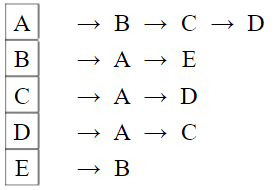 A → B → C → D
B → A → E
C → A → D
D → A → C
E → B